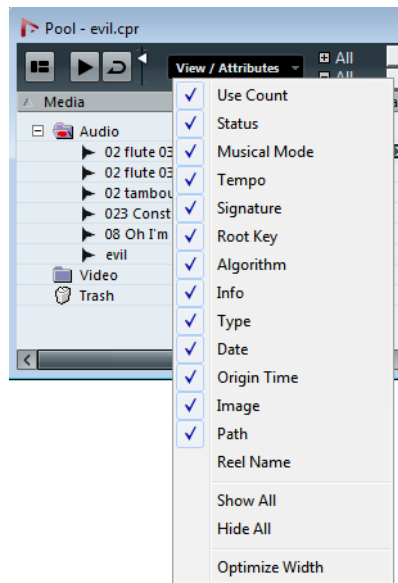 Pool - evil.cpr
View / Attributes
All
All
Media
Audio
02 flute 03
02 flute 03
02 tambou
023 Const
08 Oh I'm
evil
Video
Trash
Use Count
Status
Musical Mode
Tempo
Signature
Root Key
Algorithm
Info
Type
Date
Origin Time
Image
Path
Reel Name
Show All
Hide All
Optimize Width